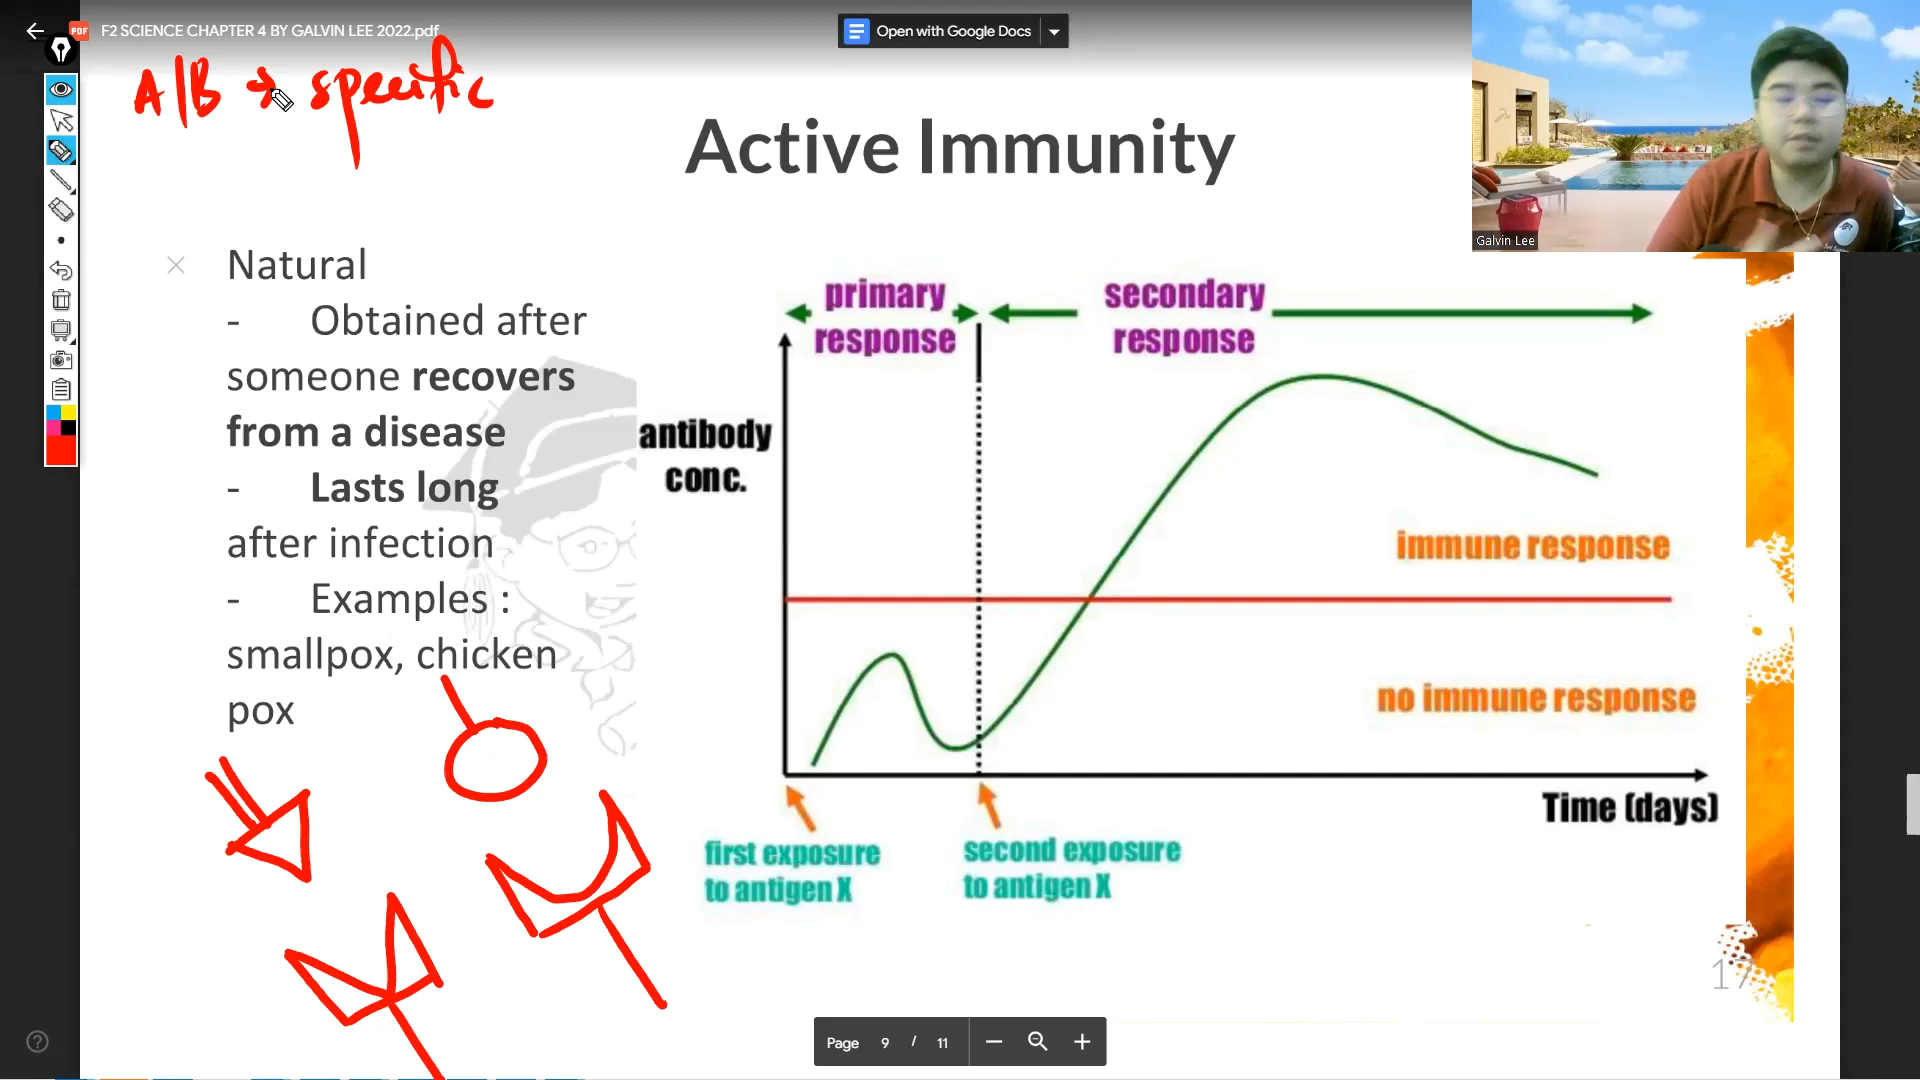 F2 SCIENCE CHAPTER 4 BY GALVIN LEE 2022.pdf
Open with Google Docs
A/B → specific
Active Immunity
Galvin Lee
Natural
- Obtained after
someone recovers
from a disease
- Lasts long
after infection
- Examples :
smallpox, chicken
pox
primary
response
secondary
response
antibody
conc.
immune response
no immune response
Time (days)
first exposure
to antigen X
second exposure
to antigen X
17
Page 9 / 11